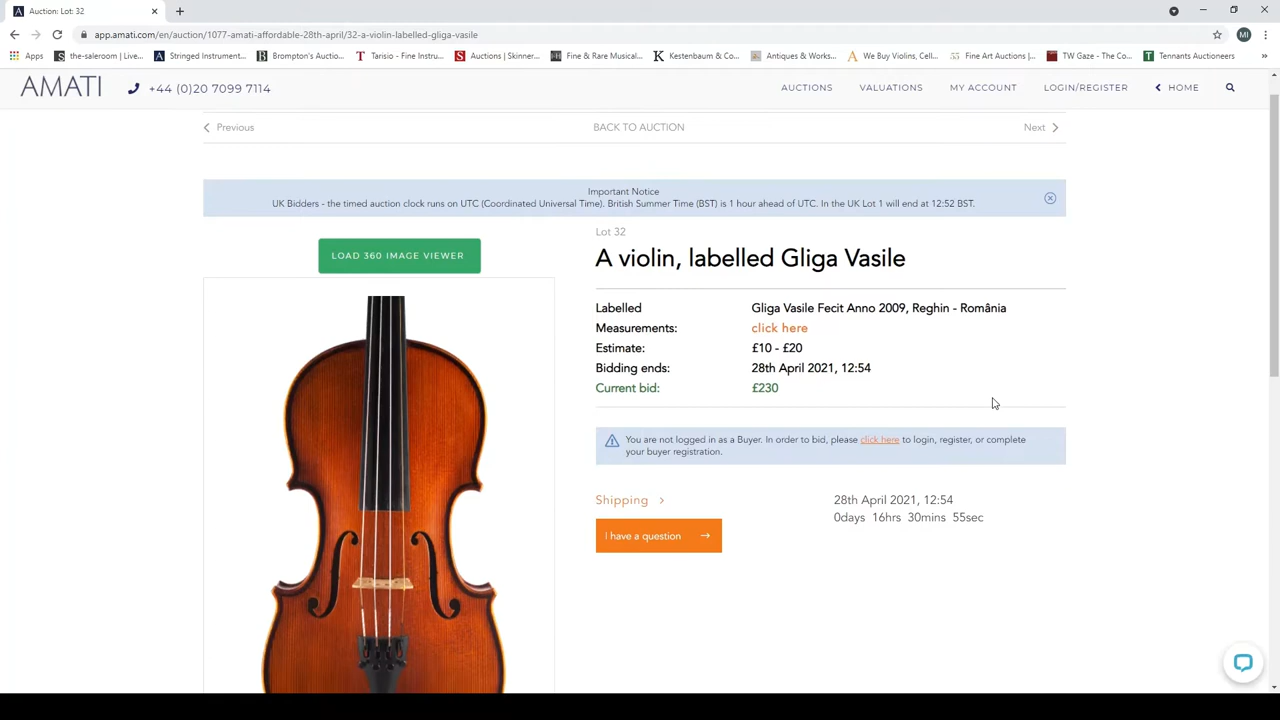 Auction: Lot: 32
app.amati.com/en/auction/1077-amati-affordable-28th-april/32-a-violin-labelled-gliga-vasile
MI
Apps
the-saleroom | Live...
Stringed Instrument...
Brompton's Auctio...
Tarisio - Fine Instru...
Auctions | Skinner...
Fine & Rare Musical...
Kestenbaum & Co...
Antiques & Works...
We Buy Violins, Cell...
Fine Art Auctions |...
TW Gaze - The Co...
Tennants Auctioneers
AMATI
+44 (0)20 7099 7114
AUCTIONS
VALUATIONS
MY ACCOUNT
LOGIN/REGISTER
HOME
Previous
BACK TO AUCTION
Next
Important Notice
UK Bidders - the timed auction clock runs on UTC (Coordinated Universal Time). British Summer Time (BST) is 1 hour ahead of UTC. In the UK Lot 1 will end at 12:52 BST.
LOAD 360 IMAGE VIEWER
Lot 32
A violin, labelled Gliga Vasile
Labelled Gliga Vasile Fecit Anno 2009, Reghin - România
Measurements: click here
Estimate: £10 - £20
Bidding ends: 28th April 2021, 12:54
Current bid: £230
You are not logged in as a Buyer. In order to bid, please click here to login, register, or complete
your buyer registration.
Shipping
28th April 2021, 12:54
0days 16hrs 30mins 55sec
I have a question